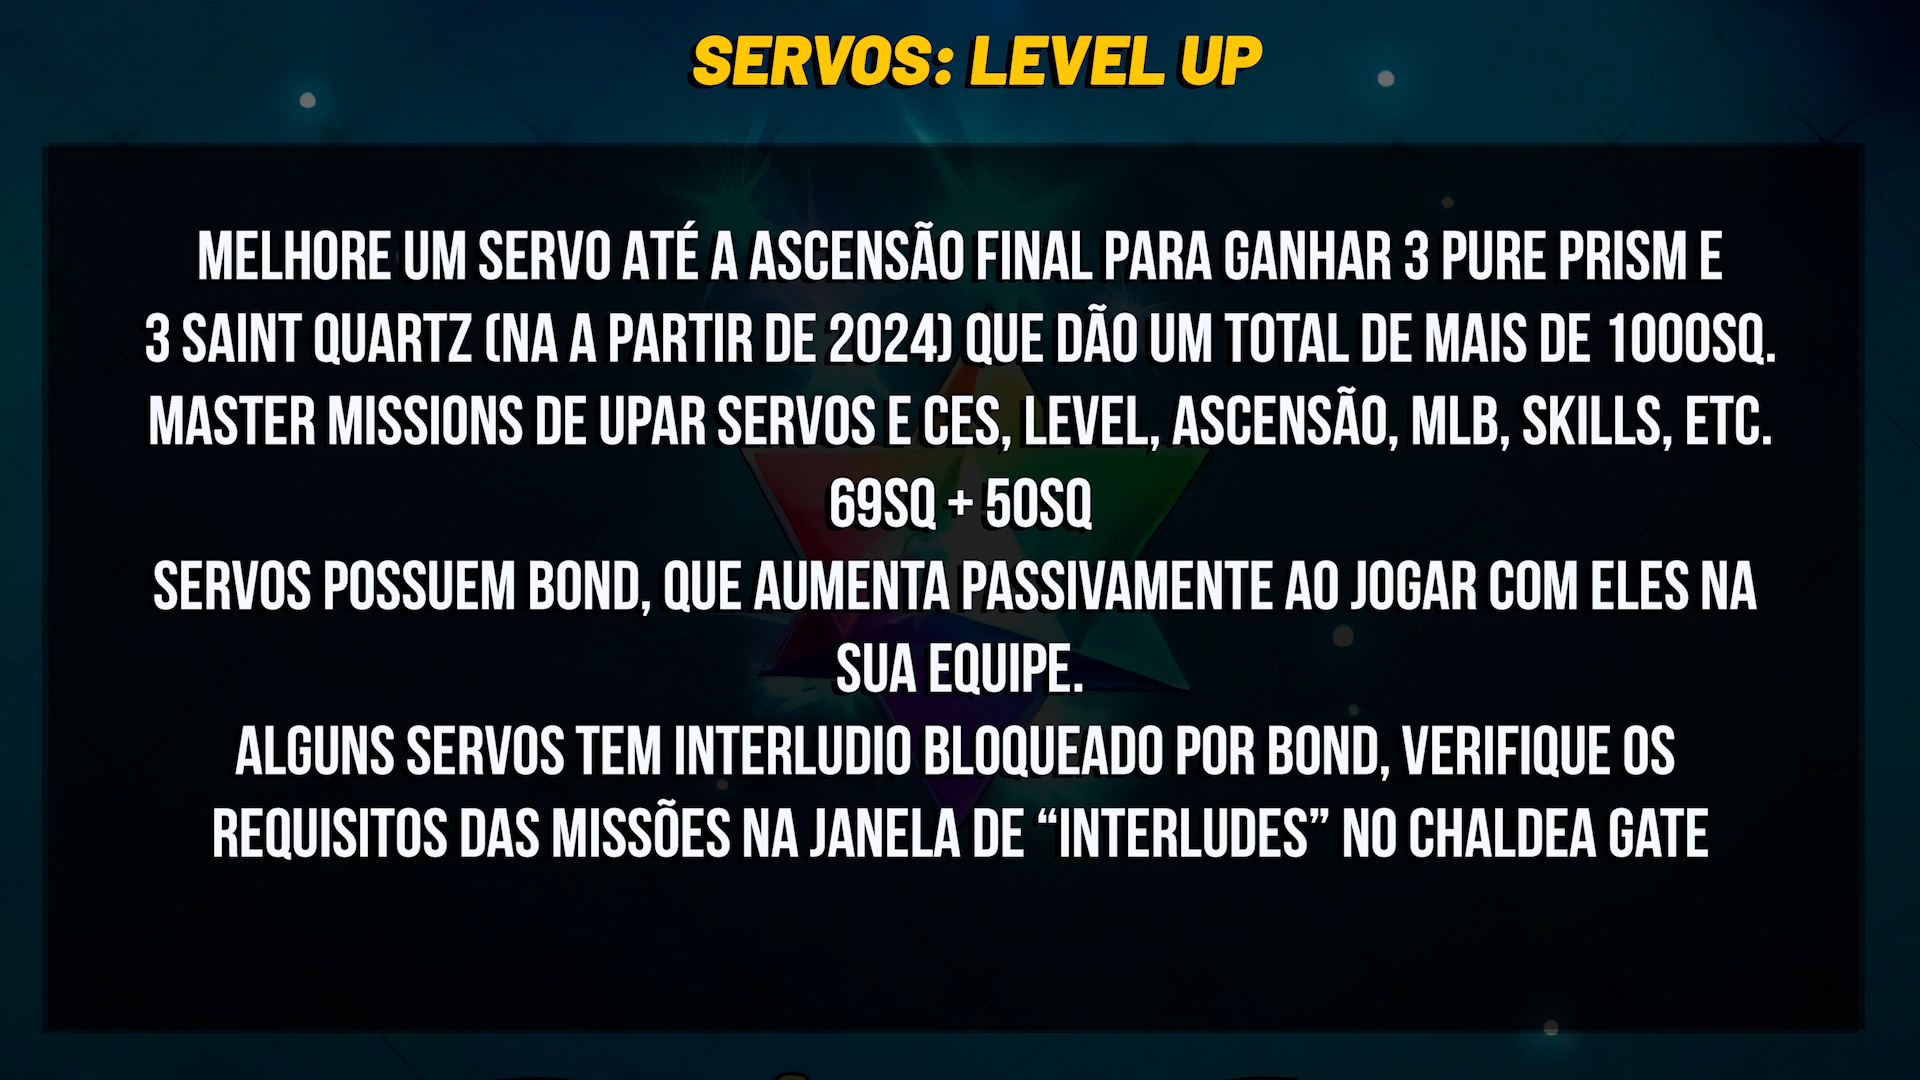 SERVOS: LEVEL UP
MELHORE UM SERVO ATÉ A ASCENSÃO FINAL PARA GANHAR 3 PURE PRISM E
3 SAINT QUARTZ (NA A PARTIR DE 2024) QUE DÃO UM TOTAL DE MAIS DE 1000SQ.
MASTER MISSIONS DE UPAR SERVOS E CES, LEVEL, ASCENSÃO, MLB, SKILLS, ETC.
69SQ + 50SQ
SERVOS POSSUEM BOND, QUE AUMENTA PASSIVAMENTE AO JOGAR COM ELES NA
SUA EQUIPE.
ALGUNS SERVOS TEM INTERLUDIO BLOQUEADO POR BOND, VERIFIQUE OS
REQUISITOS DAS MISSÕES NA JANELA DE “INTERLUDES” NO CHALDEA GATE